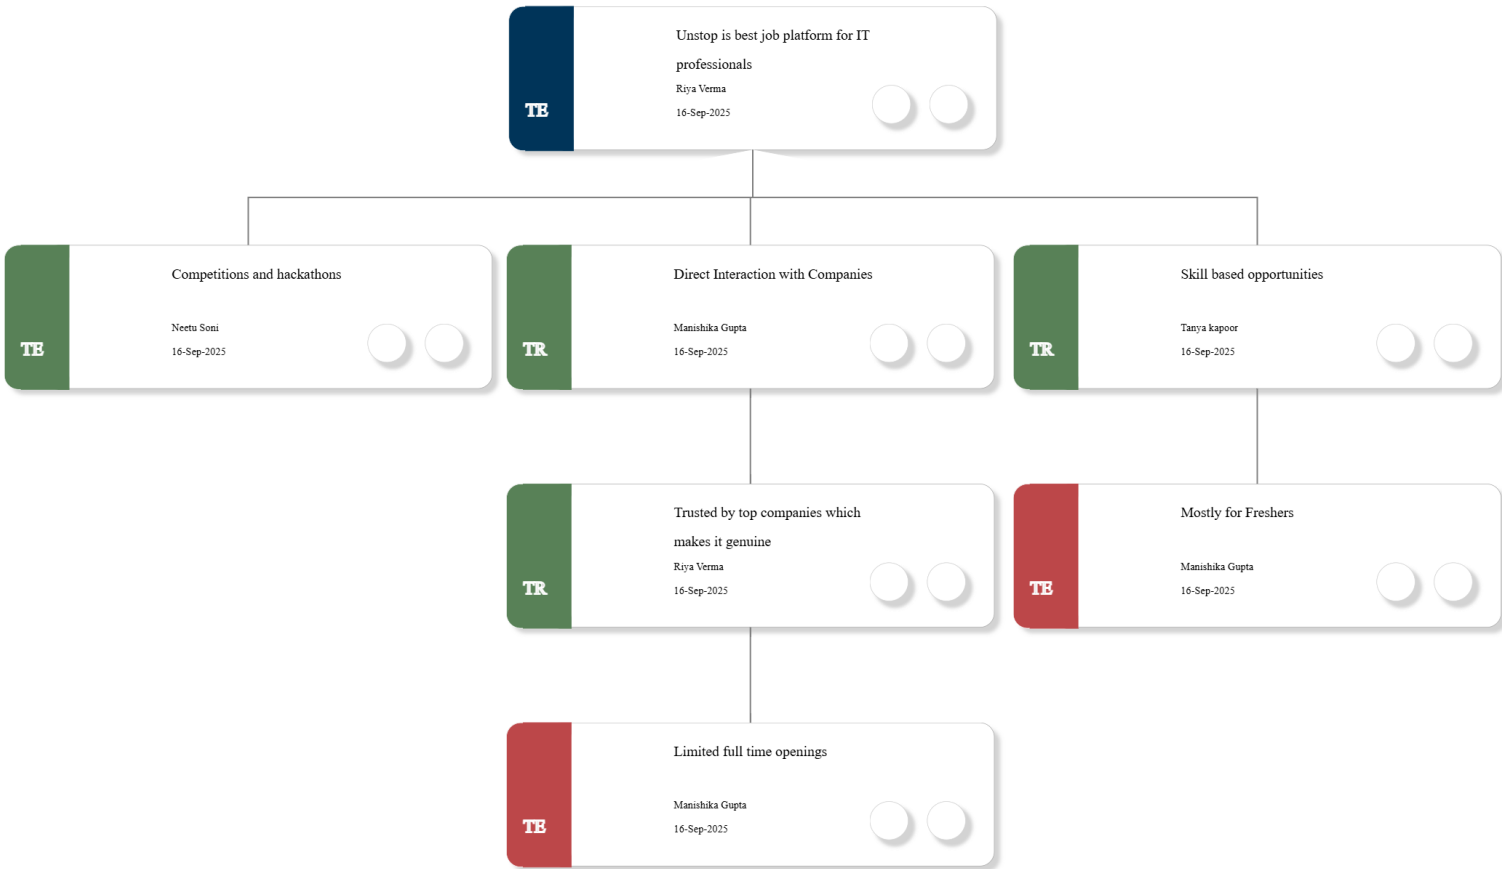 Unstop is best job platform for IT
professionals
Riya Verma
16-Sep-2025
TE
Competitions and hackathons
Neetu Soni
16-Sep-2025
TE
Direct Interaction with Companies
Manishika Gupta
16-Sep-2025
TR
Skill based opportunities
Tanya kapoor
16-Sep-2025
TR
Trusted by top companies which
makes it genuine
Riya Verma
16-Sep-2025
TR
Mostly for Freshers
Manishika Gupta
16-Sep-2025
TE
Limited full time openings
Manishika Gupta
16-Sep-2025
TE